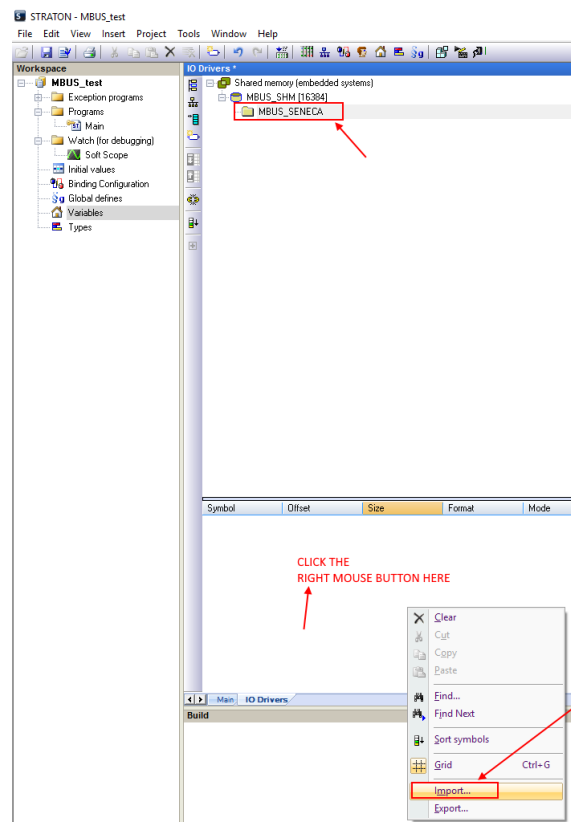 STRATON - MBUS_test
File Edit View Insert Project Tools Window Help
Workspace
MBUS_test
Exception programs
Programs
Main
Watch (for debugging)
Soft Scope
Initial values
Binding Configuration
Global defines
Variables
Types
IO Drivers *
Shared memory (embedded systems)
MBUS_SHM [16384]
MBUS_SENECA
Symbol Offset Size Format Mode
CLICK THE
RIGHT MOUSE BUTTON HERE
Clear
Cut
Copy
Paste
Find...
Find Next
Sort symbols
Grid Ctrl+G
Import...
Export...
Main IO Drivers
Build